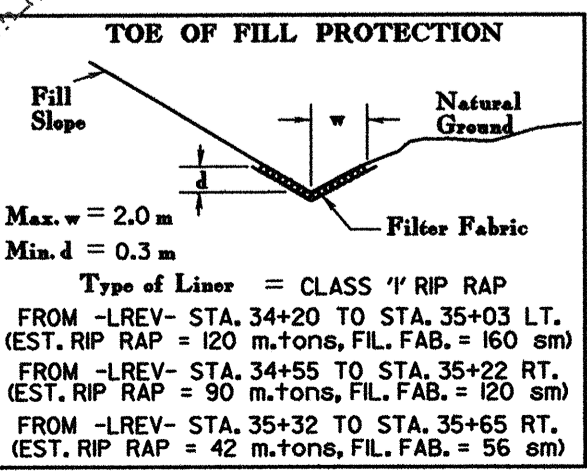 TOE OF FILL PROTECTION
Fill
Slope
w
Natural
Ground
d
Max. w = 2.0 m
Min. d = 0.3 m
Filter Fabric
Type of Liner = CLASS 'I' RIP RAP
FROM -LREV- STA. 34+20 TO STA. 35+03 LT.
(EST. RIP RAP = 120 m.tons, FIL. FAB. = 160 sm)
FROM -LREV- STA. 34+55 TO STA. 35+22 RT.
(EST. RIP RAP = 90 m.tons, FIL. FAB. = 120 sm)
FROM -LREV- STA. 35+32 TO STA. 35+65 RT.
(EST. RIP RAP = 42 m.tons, FIL. FAB. = 56 sm)